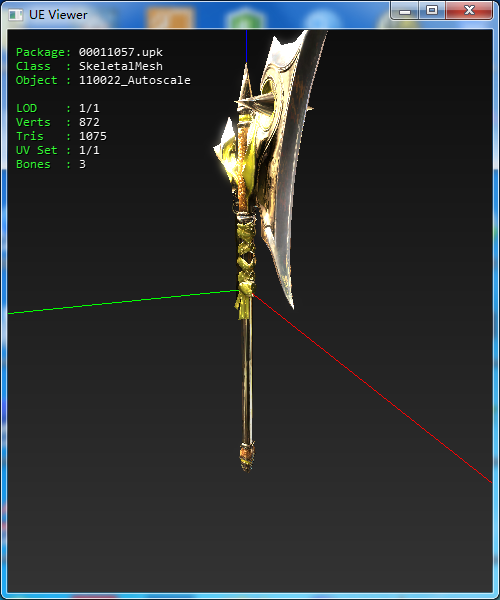 UE Viewer
Package: 00011057.upk
Class : SkeletalMesh
Object : 110022_Autoscale
LOD : 1/1
Verts : 872
Tris : 1075
UV Set : 1/1
Bones : 3